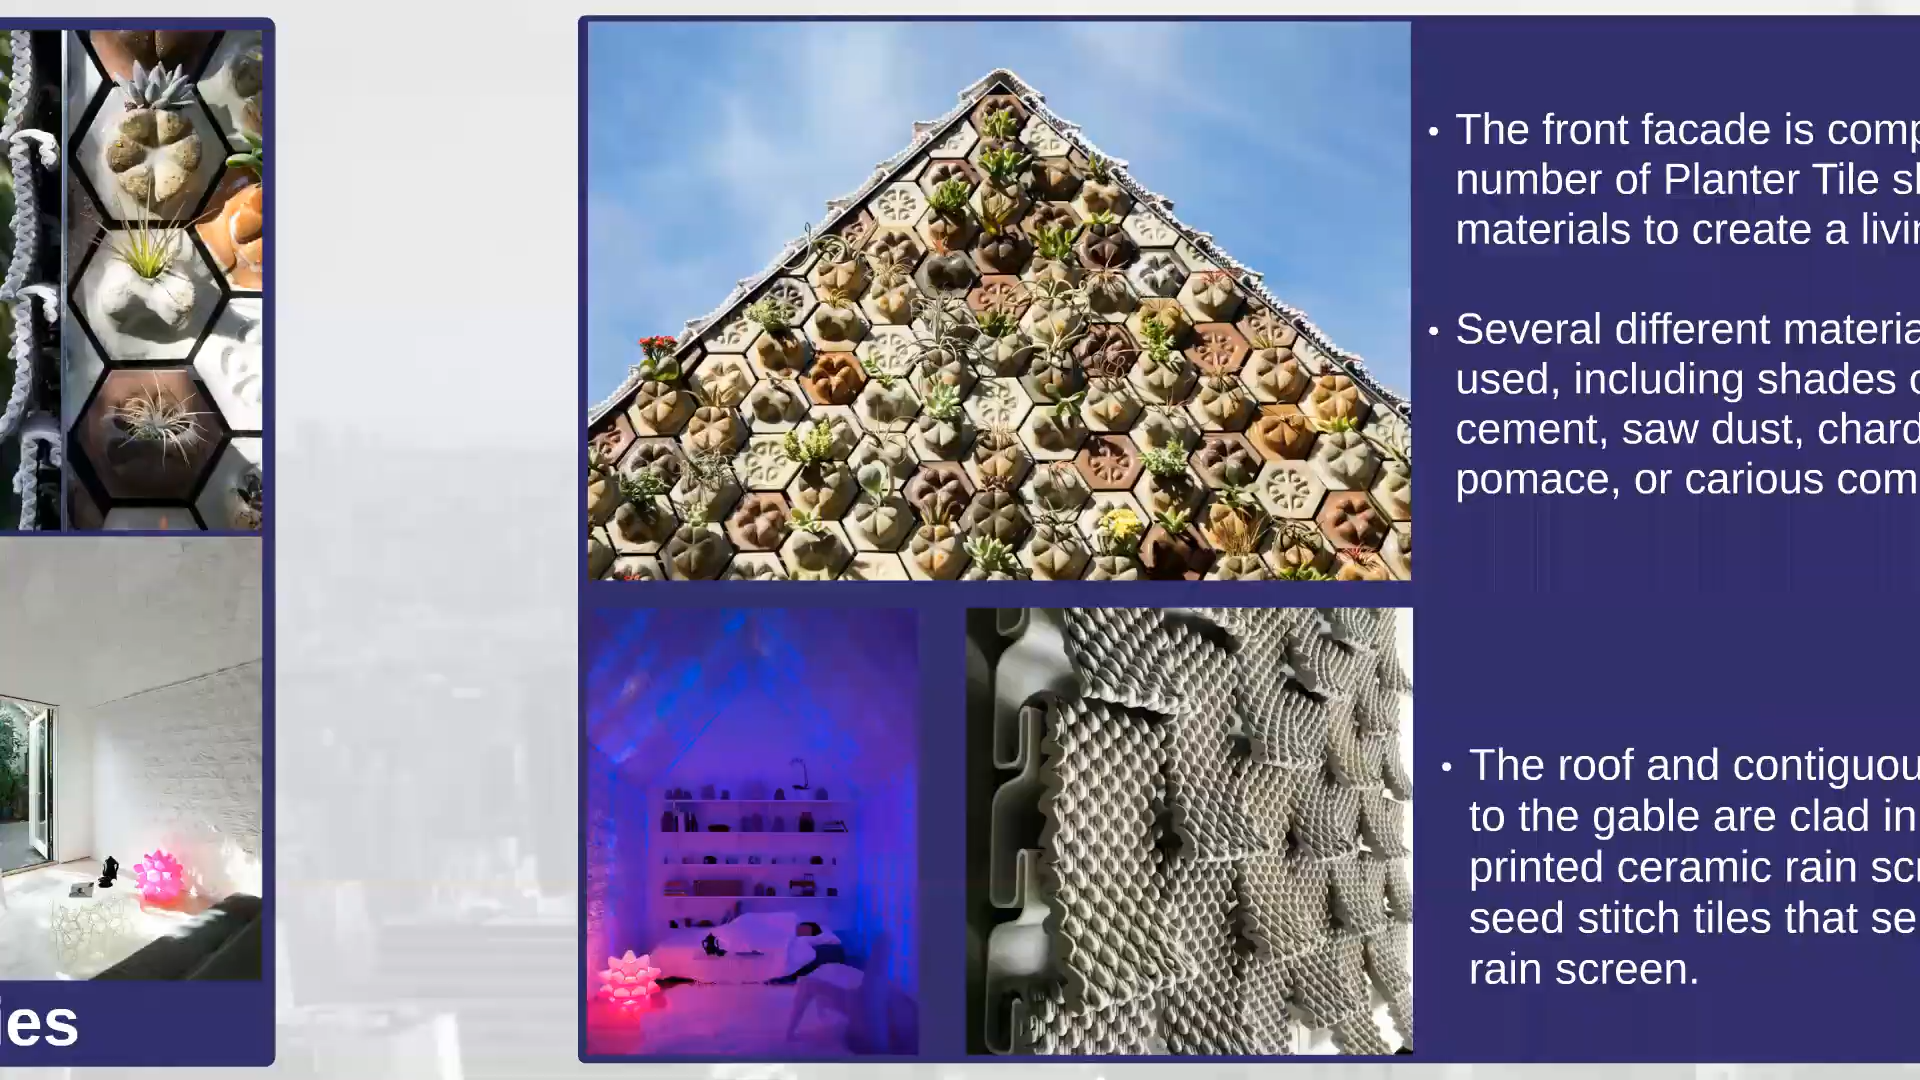 ies
• The front facade is comp
number of Planter Tile sl
materials to create a livin
• Several different materia
used, including shades o
cement, saw dust, chard
pomace, or carious com
• The roof and contiguou
to the gable are clad in
printed ceramic rain scr
seed stitch tiles that se
rain screen.